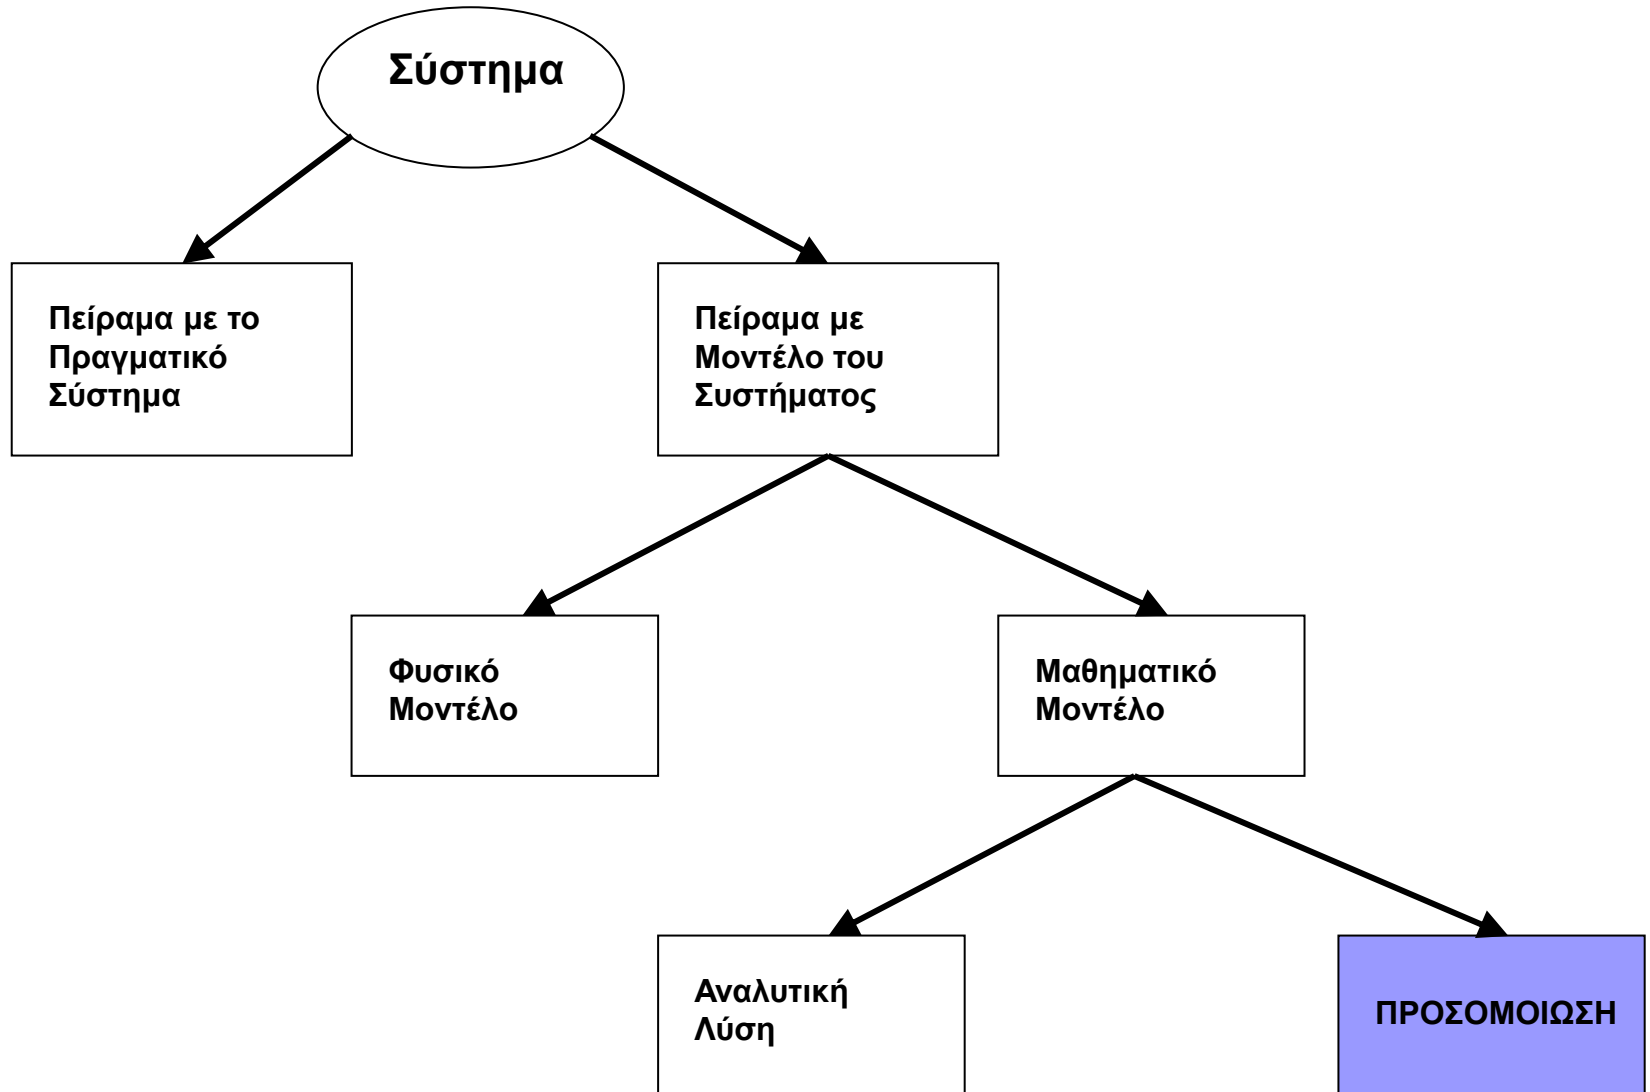 Σύστημα
Πείραμα με το
Πραγματικό
Σύστημα
Πείραμα με
Μοντέλο του
Συστήματος
Φυσικό
Μοντέλο
Μαθηματικό
Μοντέλο
Αναλυτική
Λύση
ΠΡΟΣΟΜΟΙΩΣΗ